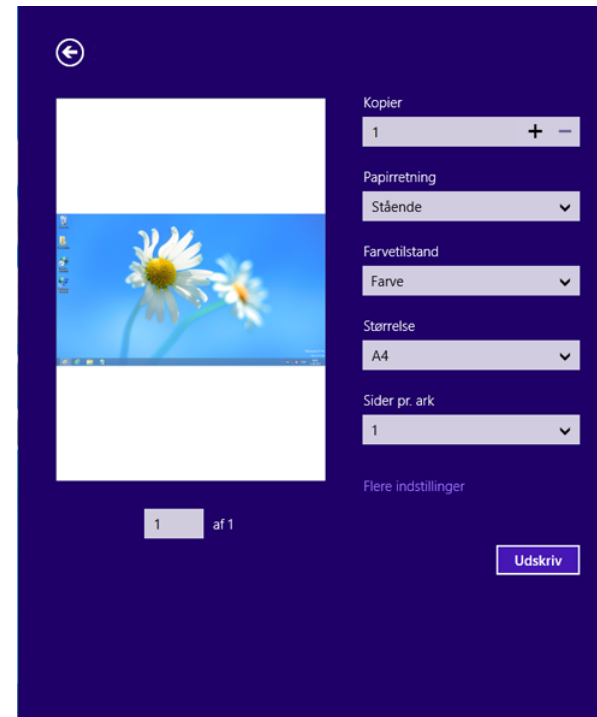 Kopier
1
Papirretning
Stående
Farvetilstand
Farve
Størrelse
A4
Sider pr. ark
1
Flere indstillinger
1 af 1
Udskriv